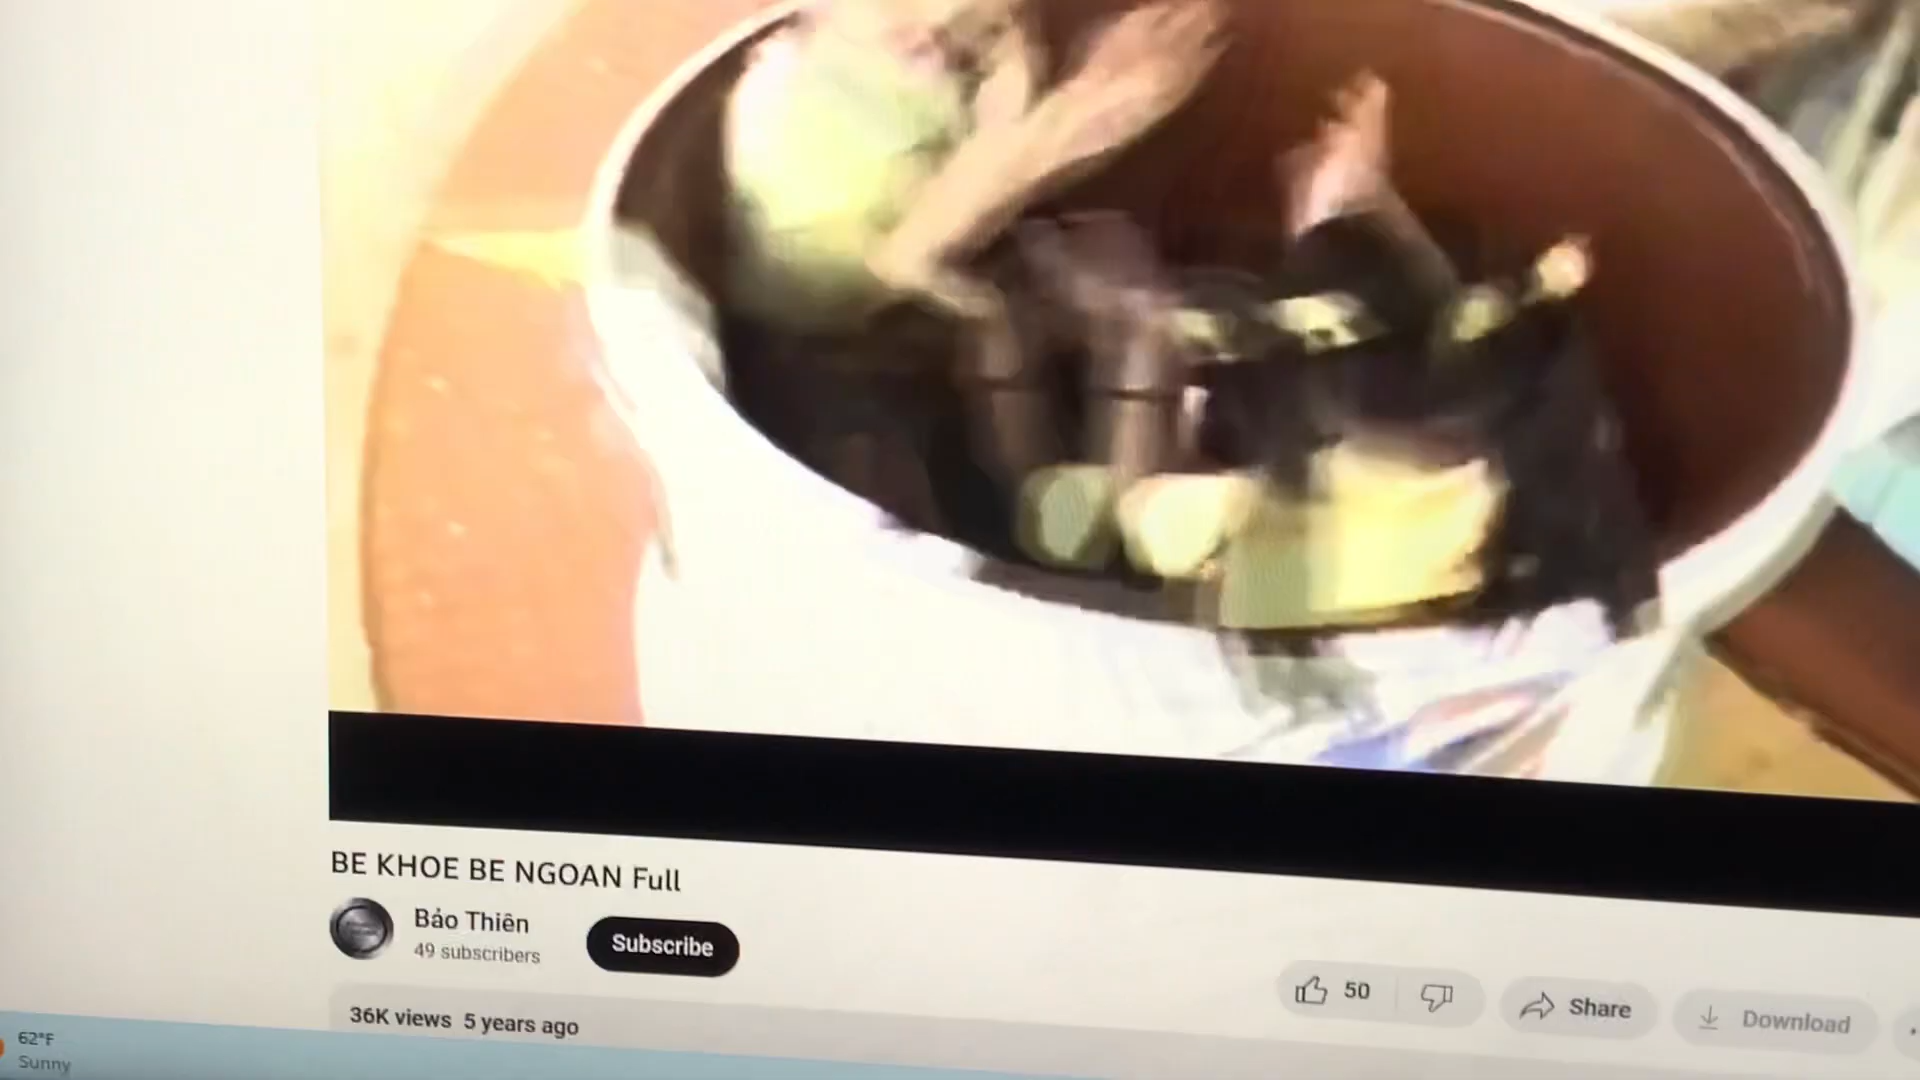 BE KHOE BE NGOAN Full
Bảo Thiên
49 subscribers
Subscribe
50
Share
Download
36K views 5 years ago
62°F
Sunny